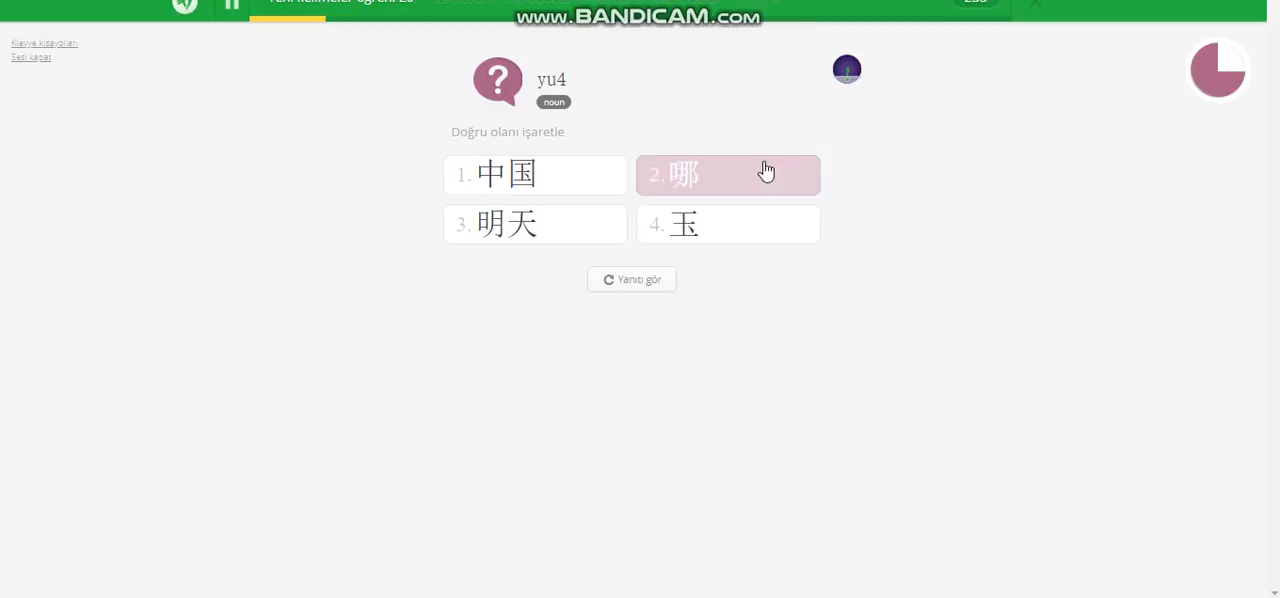 www.BANDICAM.com
Klavye kısayolları
Sesi kapat
yu4
noun
Doğru olanı işaretle
1. 中国
2. 哪
3. 明天
4. 玉
Yanıtı gör